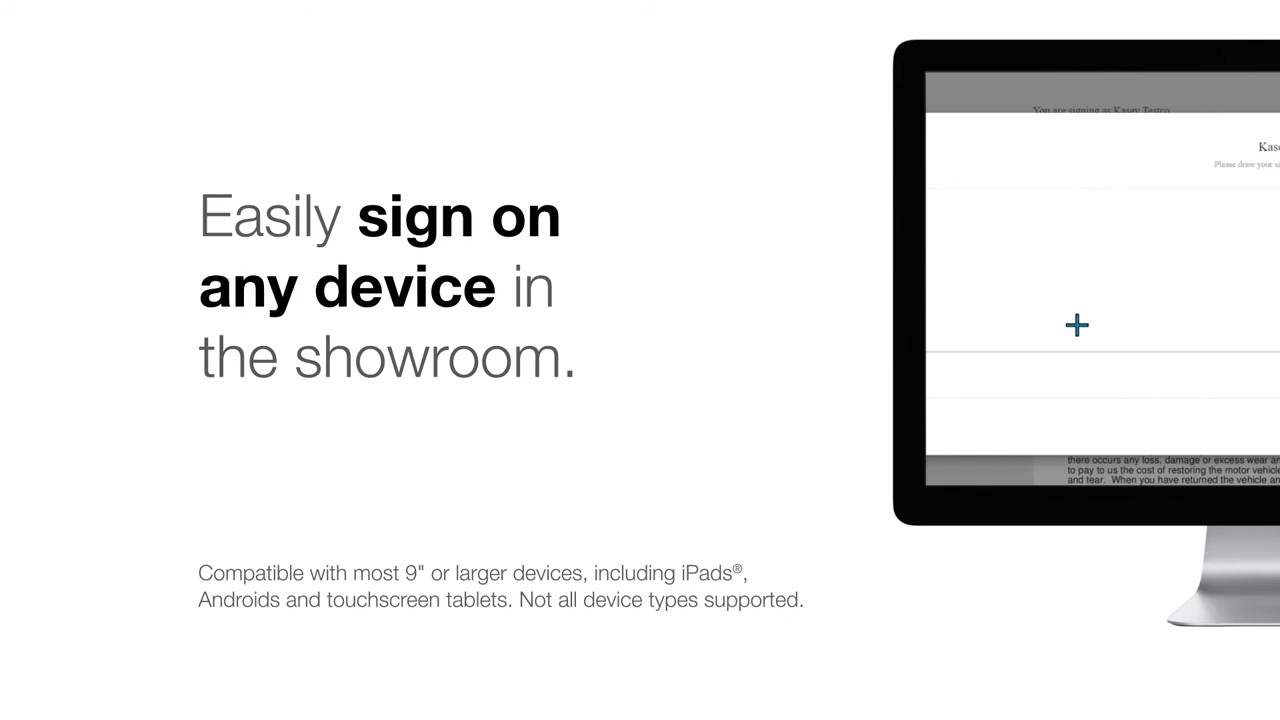 Easily sign on
any device in
the showroom.
Compatible with most 9" or larger devices, including iPads®,
Androids and touchscreen tablets. Not all device types supported.
You are signing as Kasey Testco
Please draw your
there occurs any loss, damage or excess wear
to pay to us the cost of restoring the motor vehicle
and tear. When you have returned the vehicle